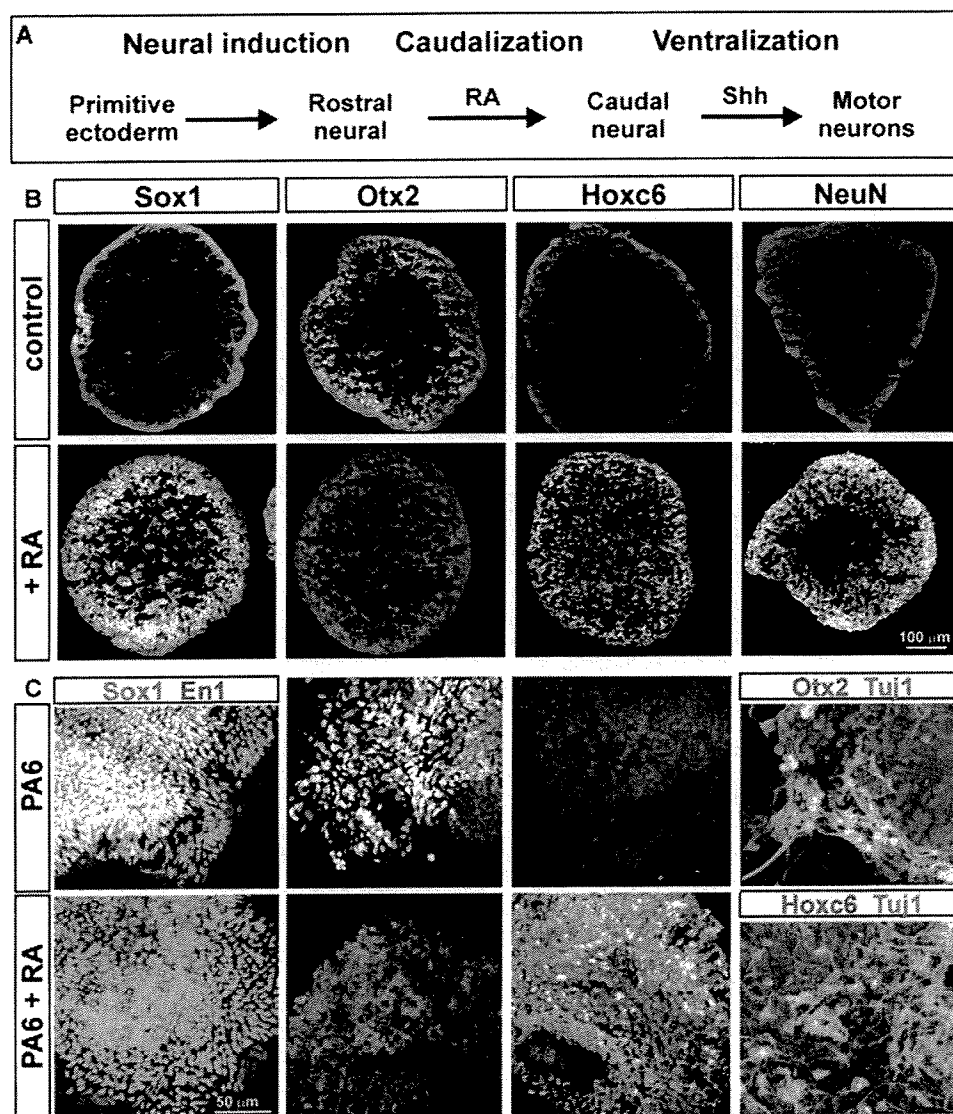 A
Neural induction Caudalization Ventralization
Primitive ectoderm Rostral neural RA Caudal neural Shh Motor neurons
B
Sox1 Otx2 Hoxc6 NeuN
control
+ RA
100 μm
C
Sox1 En1
Otx2 Tuj1
PA6
Hoxc6 Tuj1
PA6 + RA
50 μm